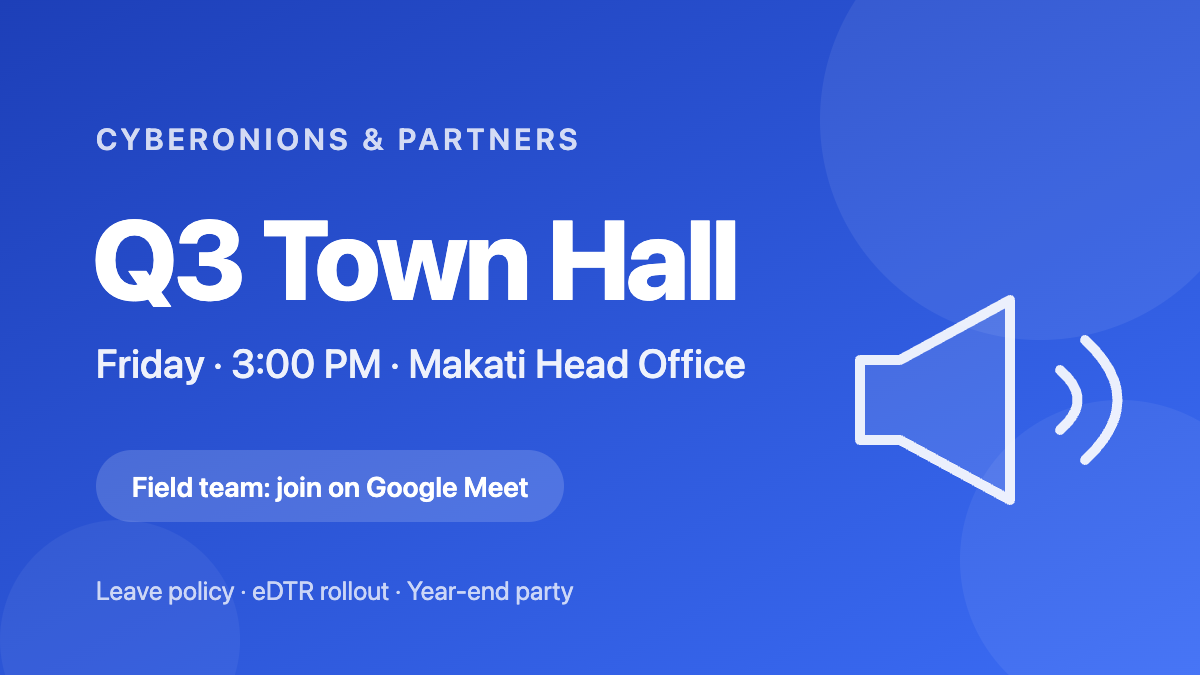 CYBERONIONS & PARTNERS
Q3 Town Hall
Friday · 3:00 PM · Makati Head Office
Field team: join on Google Meet
Leave policy · eDTR rollout · Year-end party